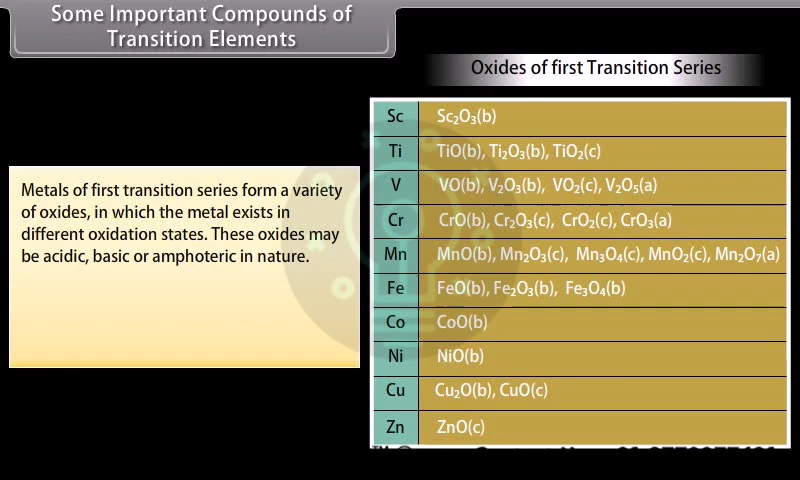 Some Important Compounds of
Transition Elements
Oxides of first Transition Series
Metals of first transition series form a variety
of oxides, in which the metal exists in
different oxidation states. These oxides may
be acidic, basic or amphoteric in nature.
Sc Sc₂O₃(b)
Ti TiO(b), Ti₂O₃(b), TiO₂(c)
V VO(b), V₂O₃(b), VO₂(c), V₂O₅(a)
Cr CrO(b), Cr₂O₃(c), CrO₂(c), CrO₃(a)
Mn MnO(b), Mn₂O₃(c), Mn₃O₄(c), MnO₂(c), Mn₂O₇(a)
Fe FeO(b), Fe₂O₃(b), Fe₃O₄(b)
Co CoO(b)
Ni NiO(b)
Cu Cu₂O(b), CuO(c)
Zn ZnO(c)